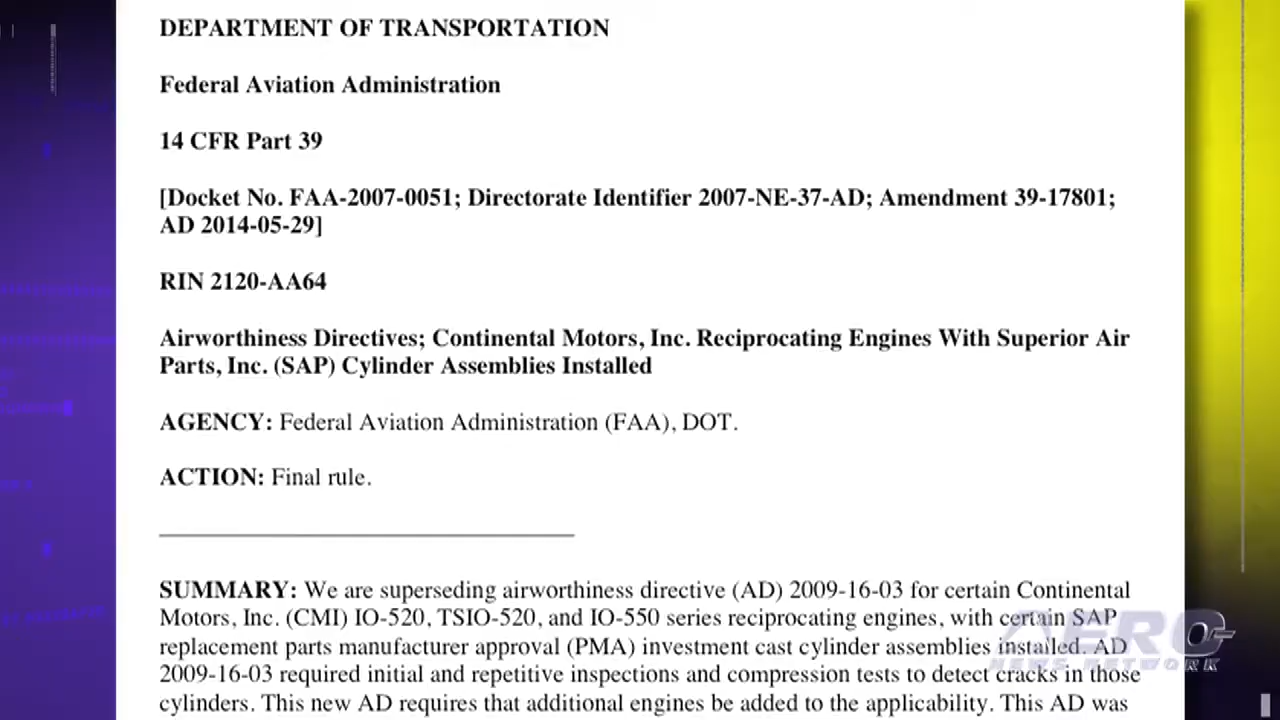 DEPARTMENT OF TRANSPORTATION
Federal Aviation Administration
14 CFR Part 39
[Docket No. FAA-2007-0051; Directorate Identifier 2007-NE-37-AD; Amendment 39-17801;
AD 2014-05-29]
RIN 2120-AA64
Airworthiness Directives; Continental Motors, Inc. Reciprocating Engines With Superior Air
Parts, Inc. (SAP) Cylinder Assemblies Installed
AGENCY: Federal Aviation Administration (FAA), DOT.
ACTION: Final rule.
SUMMARY: We are superseding airworthiness directive (AD) 2009-16-03 for certain Continental
Motors, Inc. (CMI) IO-520, TSIO-520, and IO-550 series reciprocating engines, with certain SAP
replacement parts manufacturer approval (PMA) investment cast cylinder assemblies installed. AD
2009-16-03 required initial and repetitive inspections and compression tests to detect cracks in those
cylinders. This new AD requires that additional engines be added to the applicability. This AD was
AERO-
NEWS NETWORK